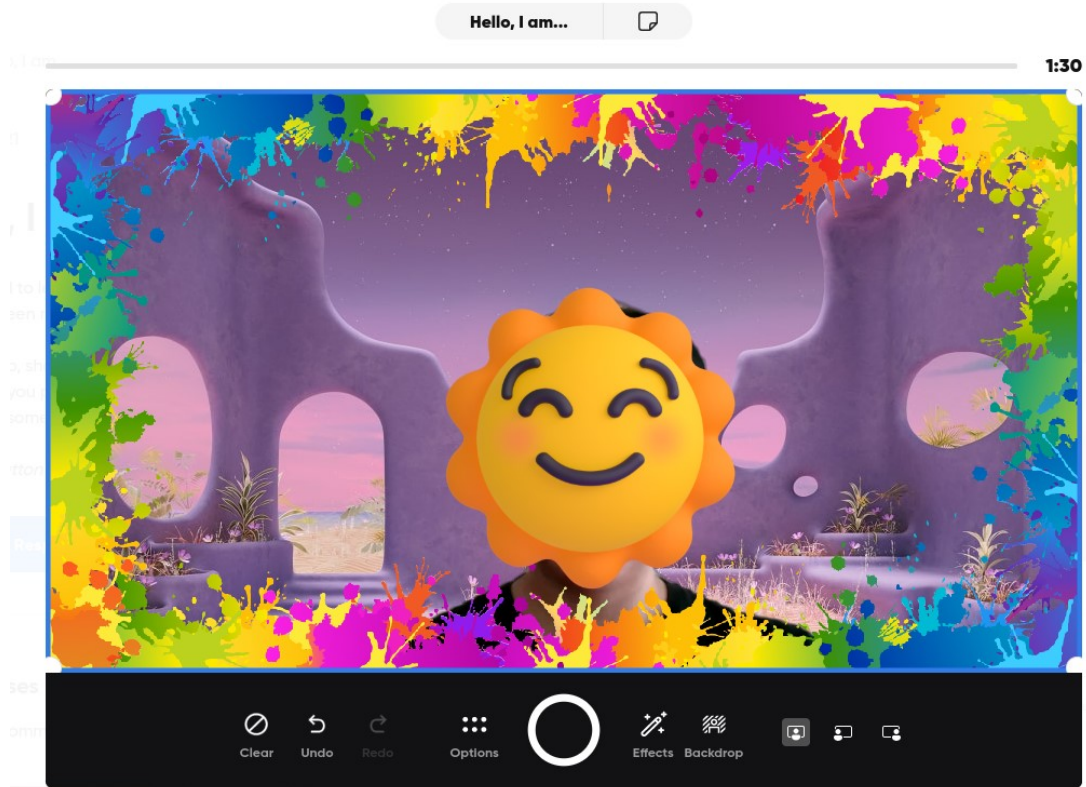 Hello, I am...
1:30
Clear
Undo
Redo
Options
Effects
Backdrop